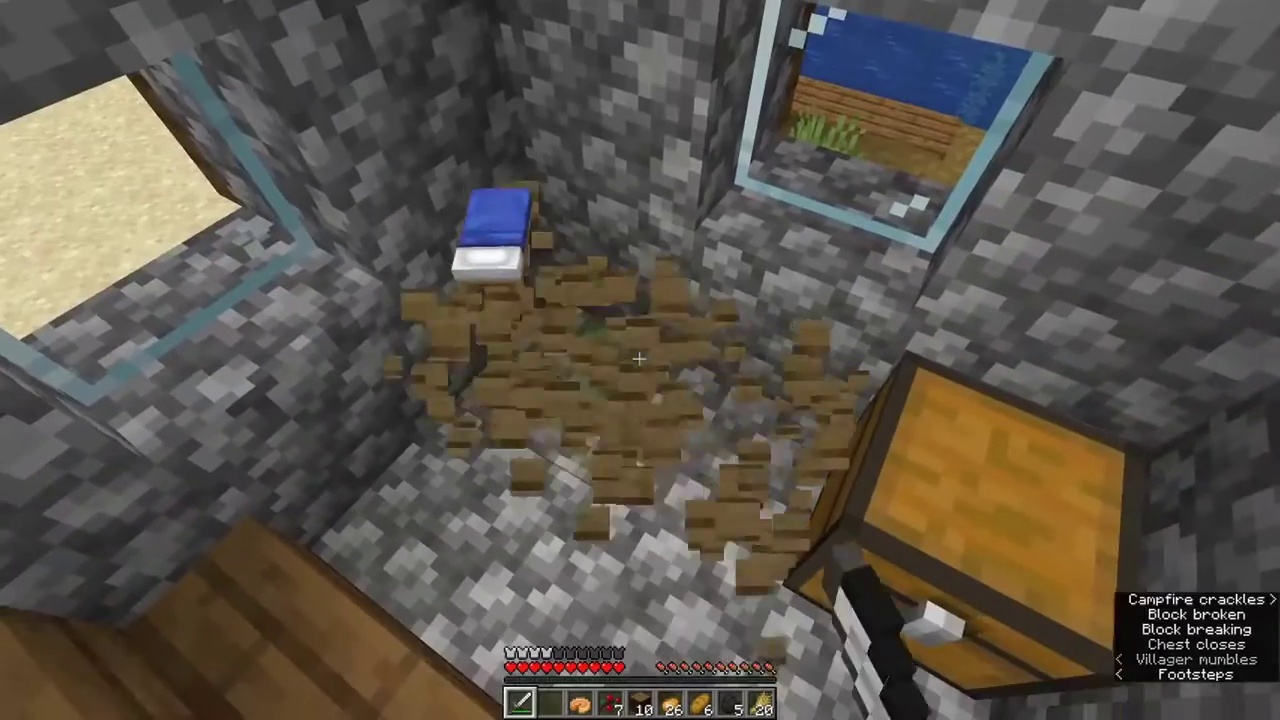 Campfire crackles >
Block broken
Block breaking
Chest closes
< Villager mumbles
< Footsteps
7 10 26 6 5 20